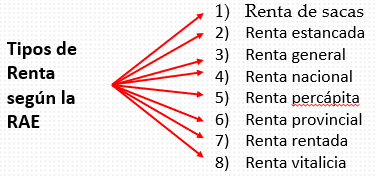 Tipos de
Renta
según la
RAE
1) Renta de sacas
2) Renta estancada
3) Renta general
4) Renta nacional
5) Renta percápita
6) Renta provincial
7) Renta rentada
8) Renta vitalicia